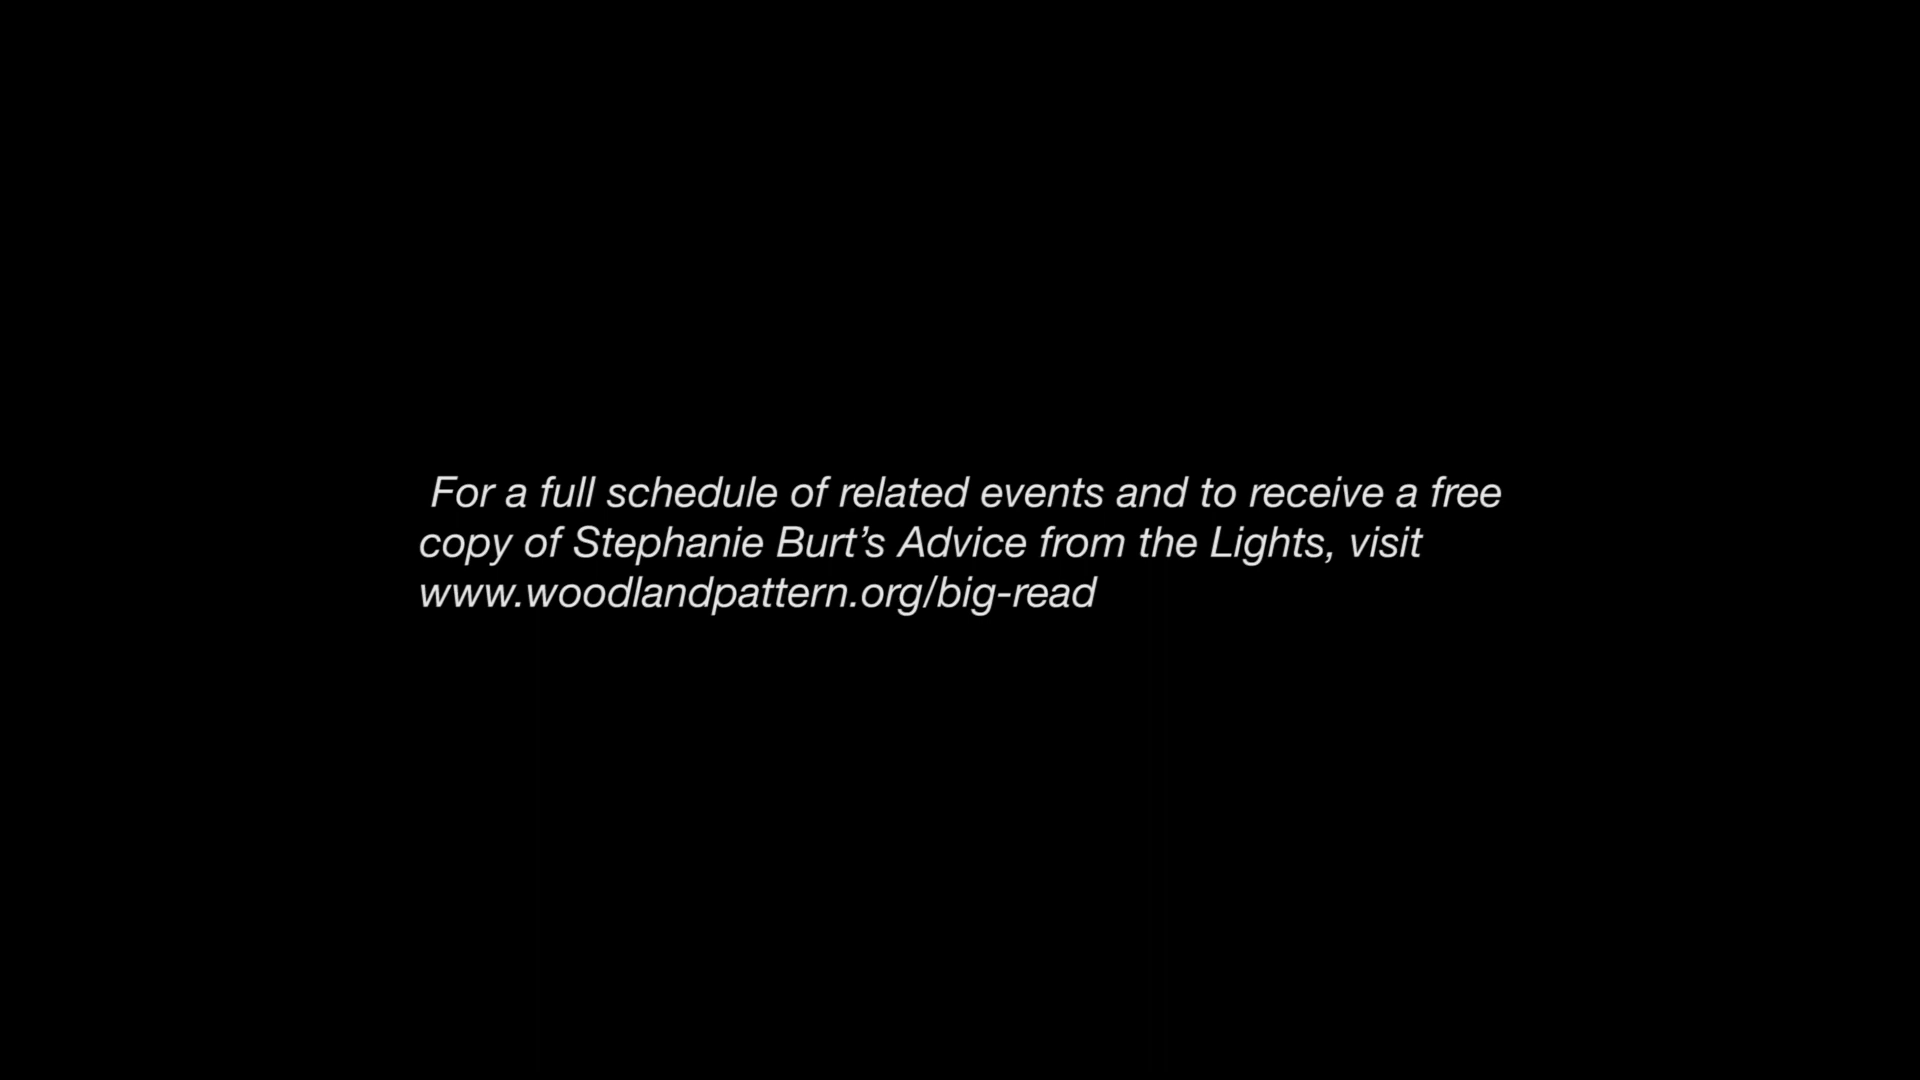 For a full schedule of related events and to receive a free
copy of Stephanie Burt’s Advice from the Lights, visit
www.woodlandpattern.org/big-read